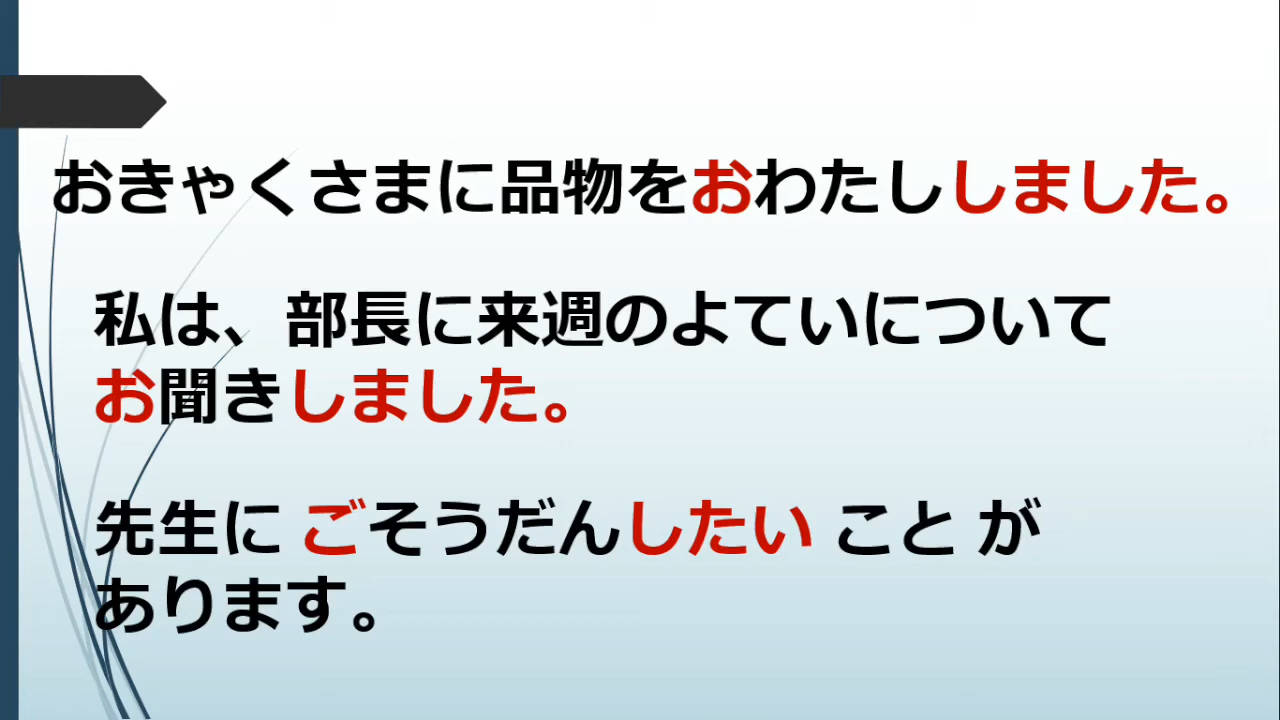 おきゃくさまに品物をおわたししました。
私は、部長に来週のよていについて
お聞きしました。
先生に ごそうだんしたい こと が
あります。